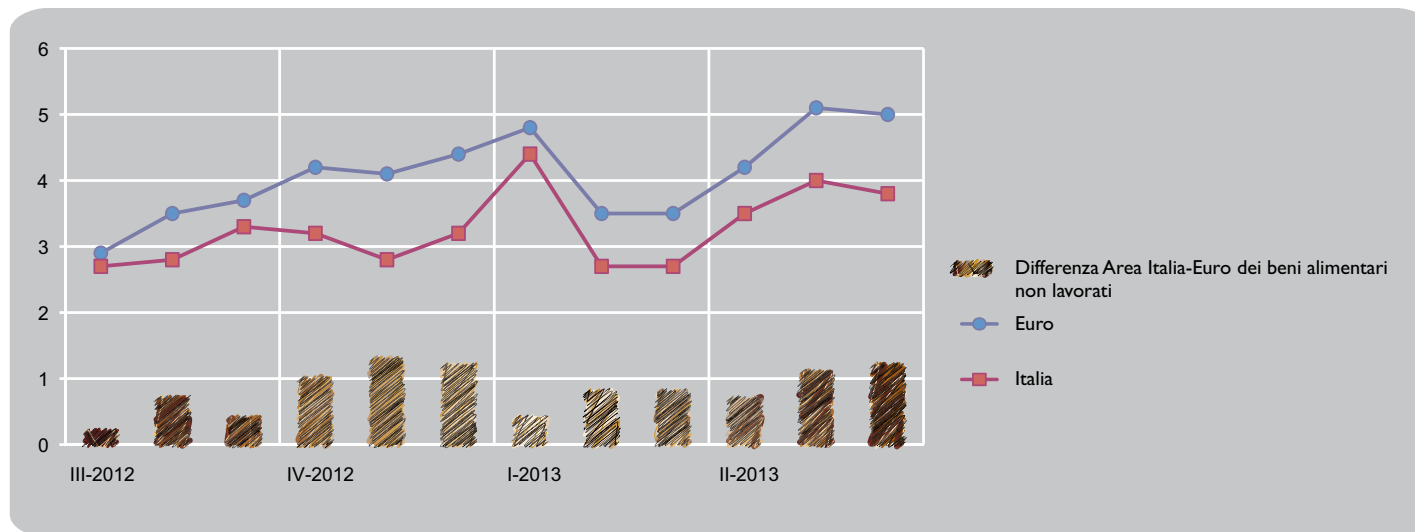 6
5
4
3
2
1
0
III-2012
IV-2012
I-2013
II-2013
Differenza Area Italia-Euro dei beni alimentari
non lavorati
Euro
Italia